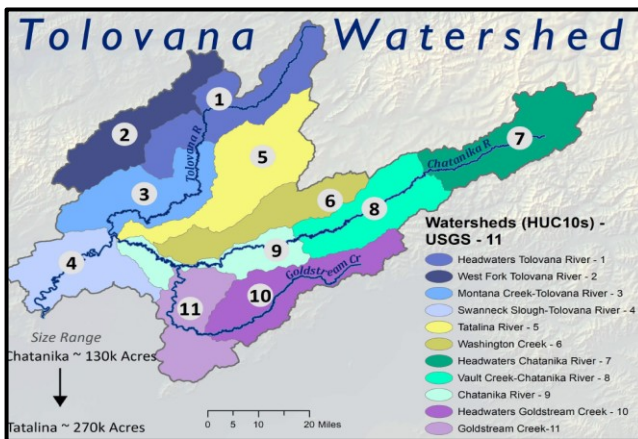 Tolovana Watershed
1
2
Tolovana R
3
5
7
Chatanika R
6
8
4
9
Goldstream Cr
11
10
Watersheds (HUC10s) -
USGS - 11
Headwaters Tolovana River - 1
West Fork Tolovana River - 2
Montana Creek-Tolovana River - 3
Swanneck Slough-Tolovana River - 4
Tatalina River - 5
Washington Creek - 6
Headwaters Chatanika River - 7
Vault Creek-Chatanika River - 8
Chatanika River - 9
Headwaters Goldstream Creek - 10
Goldstream Creek-11
Size Range
Chatanika ~ 130k Acres
Tatalina ~ 270k Acres
0 5 10 20 Miles